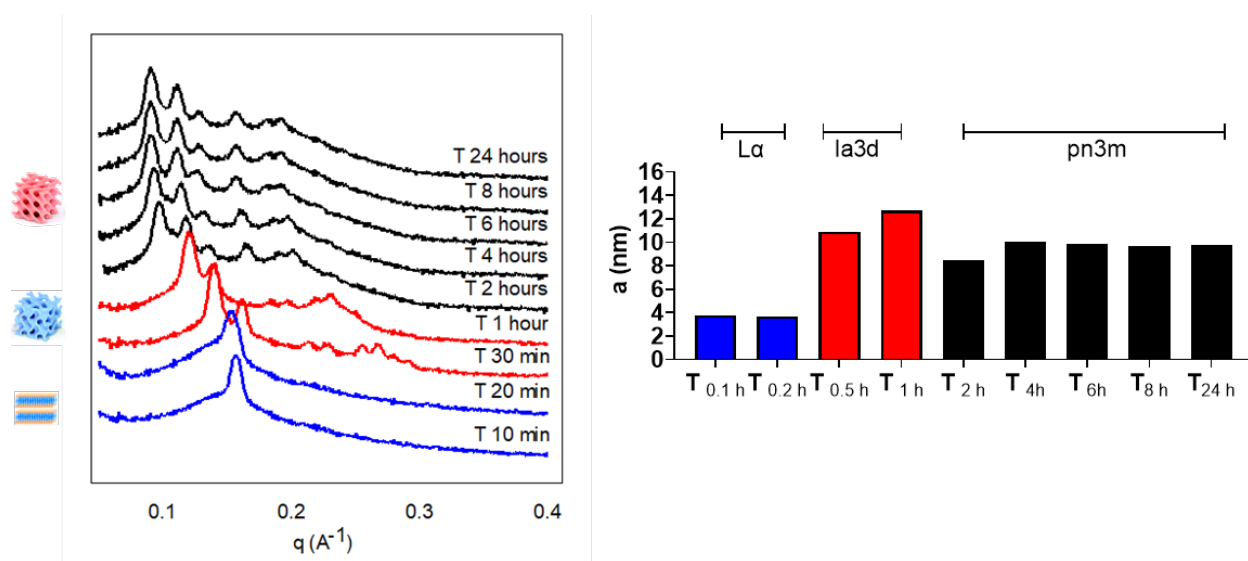 T 24 hours
T 8 hours
T 6 hours
T 4 hours
T 2 hours
T 1 hour
T 30 min
T 20 min
T 10 min
0.1 0.2 0.3 0.4
q (A⁻¹)
Lα Ia3d pn3m
a (nm)
16
14
12
10
8
6
4
2
0
T 0.1 h T 0.2 h T 0.5 h T 1 h T 2 h T 4h T 6h T 8 h T 24 h